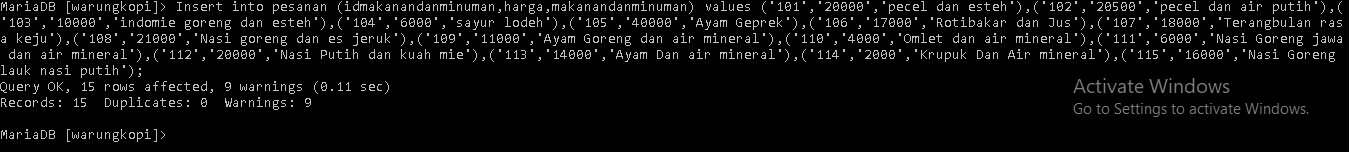 MariaDB [warungkopi]> Insert into pesanan (idmakanandanminuman,harga,makanandanminuman) values ('101','20000','pecel dan esteh'),('102','20500','pecel dan air putih'),(
'103','10000','indomie goreng dan esteh'),('104','6000','sayur lodeh'),('105','40000','Ayam Geprek'),('106','17000','Rotibakar dan Jus'),('107','18000','Terangbulan ras
a keju'),('108','21000','Nasi goreng dan es jeruk'),('109','11000','Ayam Goreng dan air mineral'),('110','4000','Omlet dan air mineral'),('111','6000','Nasi Goreng jawa
 dan air mineral'),('112','20000','Nasi Putih dan kuah mie'),('113','14000','Ayam Dan air mineral'),('114','2000','Krupuk Dan Air mineral'),('115','16000','Nasi Goreng
lauk nasi putih');
Query OK, 15 rows affected, 9 warnings (0.11 sec)
Records: 15  Duplicates: 0  Warnings: 9
MariaDB [warungkopi]>
Activate Windows
Go to Settings to activate Windows.